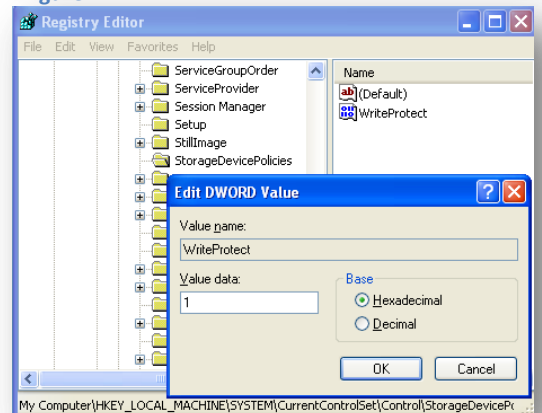 Registry Editor
File Edit View Favorites Help
ServiceGroupOrder
ServiceProvider
Session Manager
Setup
StillImage
StorageDevicePolicies
Name
(Default)
WriteProtect
Edit DWORD Value
Value name:
WriteProtect
Value data:
1
Base
Hexadecimal
Decimal
OK Cancel
My Computer\HKEY_LOCAL_MACHINE\SYSTEM\CurrentControlSet\Control\StorageDevicePo